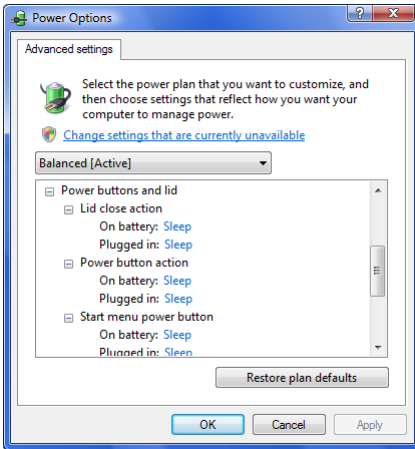 Power Options
Advanced settings
Select the power plan that you want to customize, and
then choose settings that reflect how you want your
computer to manage power.
Change settings that are currently unavailable
Balanced [Active]
Power buttons and lid
Lid close action
On battery: Sleep
Plugged in: Sleep
Power button action
On battery: Sleep
Plugged in: Sleep
Start menu power button
On battery: Sleep
Plugged in: Sleep
Restore plan defaults
OK Cancel Apply